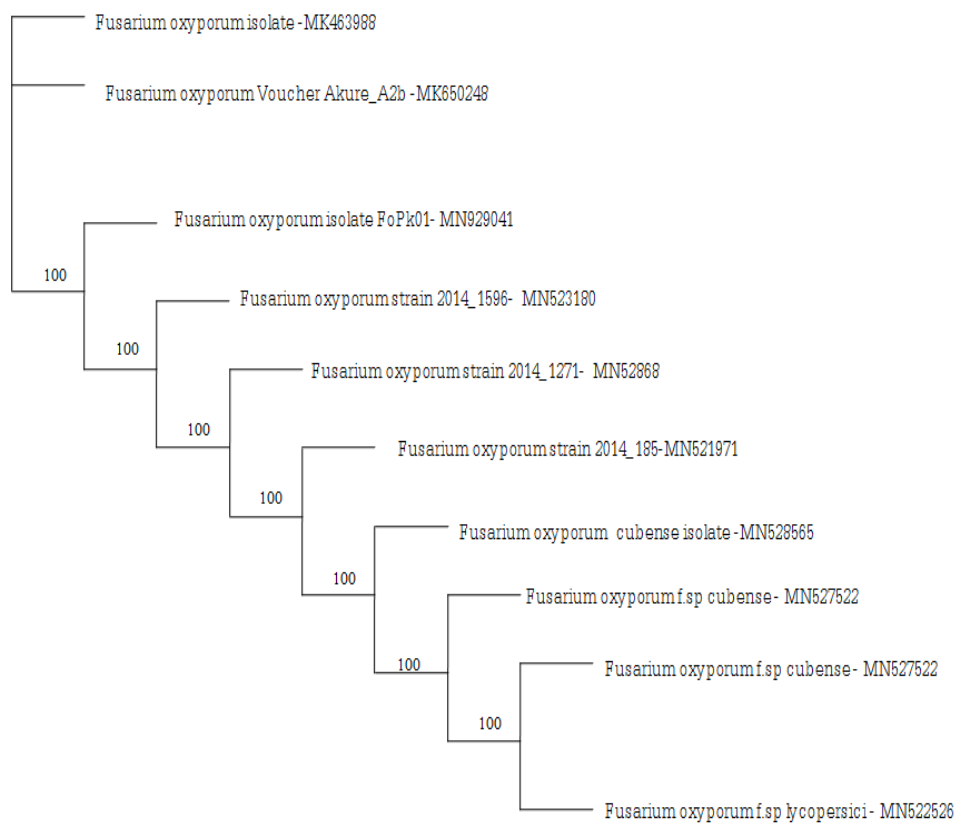 Fusarium oxyporum isolate -MK463988
Fusarium oxyporum Voucher Akure_A2b -MK650248
Fusarium oxyporum isolate FoPk01- MN929041
100
Fusarium oxyporum strain 2014_1596- MN523180
100
Fusarium oxyporum strain 2014_1271- MN52868
100
Fusarium oxyporum strain 2014_185-MN521971
100
Fusarium oxyporum cubense isolate -MN528565
100
Fusarium oxyporum f.sp cubense - MN527522
100
Fusarium oxyporum f.sp cubense - MN527522
100
Fusarium oxyporum f.sp lycopersici - MN522526